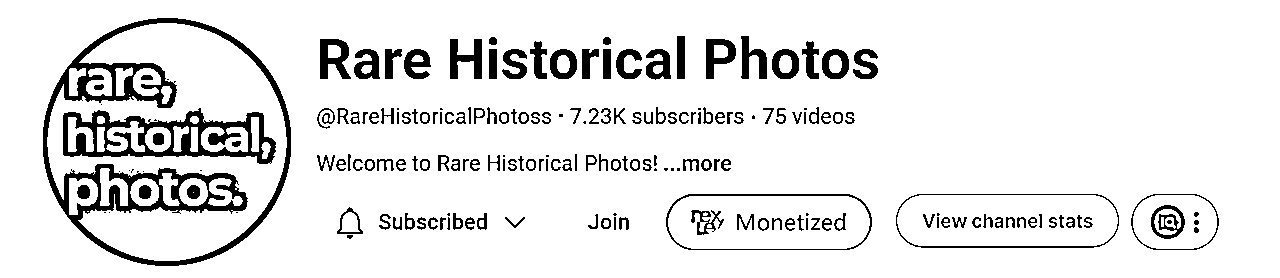 rare,
historical,
photos.
Rare Historical Photos
@RareHistoricalPhotoss · 7.23K subscribers · 75 videos
Welcome to Rare Historical Photos! ...more
Subscribed
Join
nexLev Monetized
View channel stats